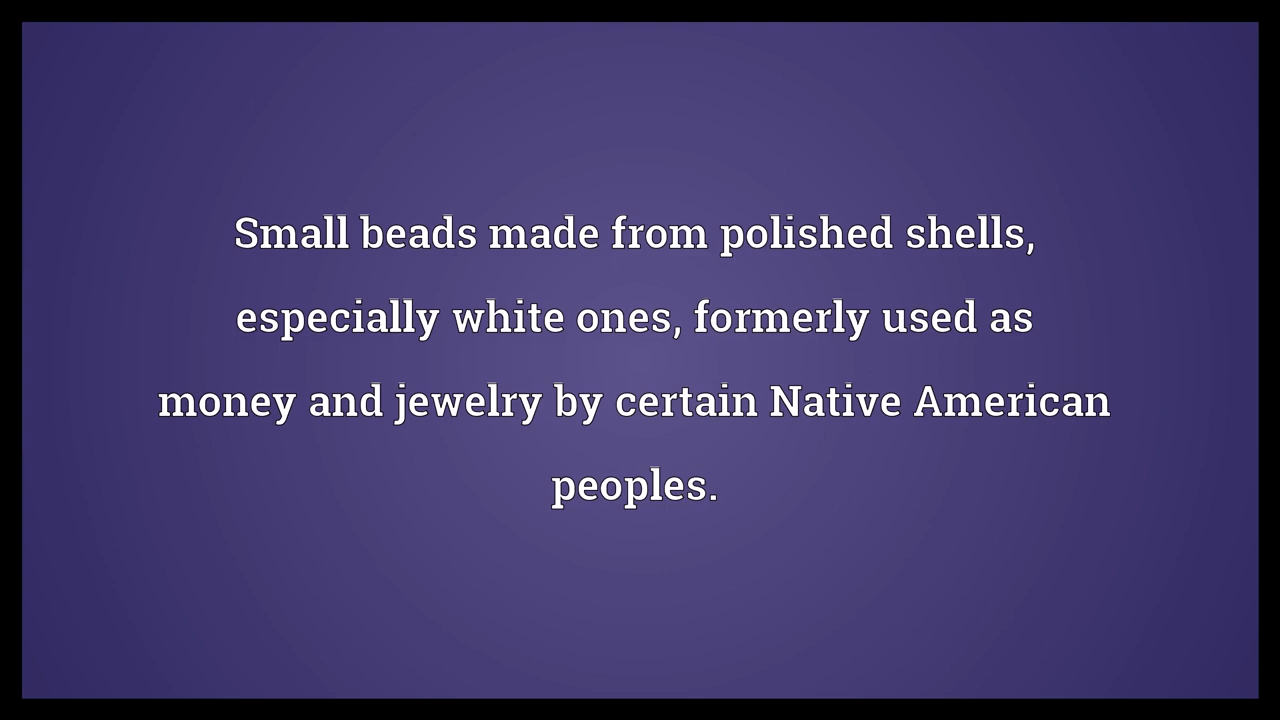 Small beads made from polished shells,
especially white ones, formerly used as
money and jewelry by certain Native American
peoples.